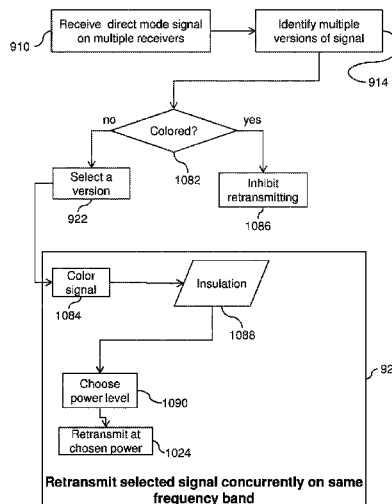 Receive direct mode signal
on multiple receivers
910
Identify multiple
versions of signal
914
no
Colored?
yes
1082
Select a
version
922
Inhibit
retransmitting
1086
Color
signal
1084
Insulation
1088
Choose
power level
1090
Retransmit at
chosen power
1024
Retransmit selected signal concurrently on same
frequency band